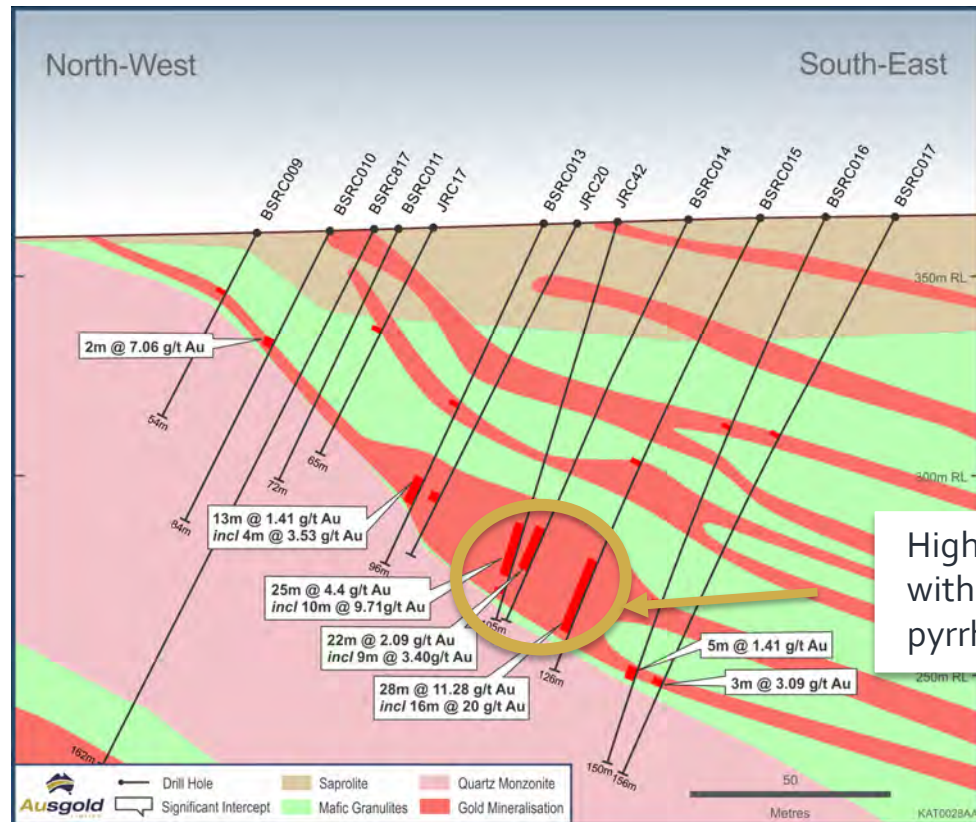 North-West
South-East
BSRC009
BSRC010
BSRC817
BSRC011
JRC17
BSRC013
JRC20
JRC42
BSRC014
BSRC015
BSRC016
BSRC017
350m RL
2m @ 7.06 g/t Au
54m
65m
72m
300m RL
84m
13m @ 1.41 g/t Au
incl 4m @ 3.53 g/t Au
96m
High
with
pyrrh
25m @ 4.4 g/t Au
incl 10m @ 9.71g/t Au
105m
22m @ 2.09 g/t Au
incl 9m @ 3.40g/t Au
5m @ 1.41 g/t Au
126m
250m RL
28m @ 11.28 g/t Au
incl 16m @ 20 g/t Au
3m @ 3.09 g/t Au
162m
150m
156m
Ausgold
Drill Hole
Saprolite
Quartz Monzonite
Significant Intercept
Mafic Granulites
Gold Mineralisation
50
Metres
KAT0028A/